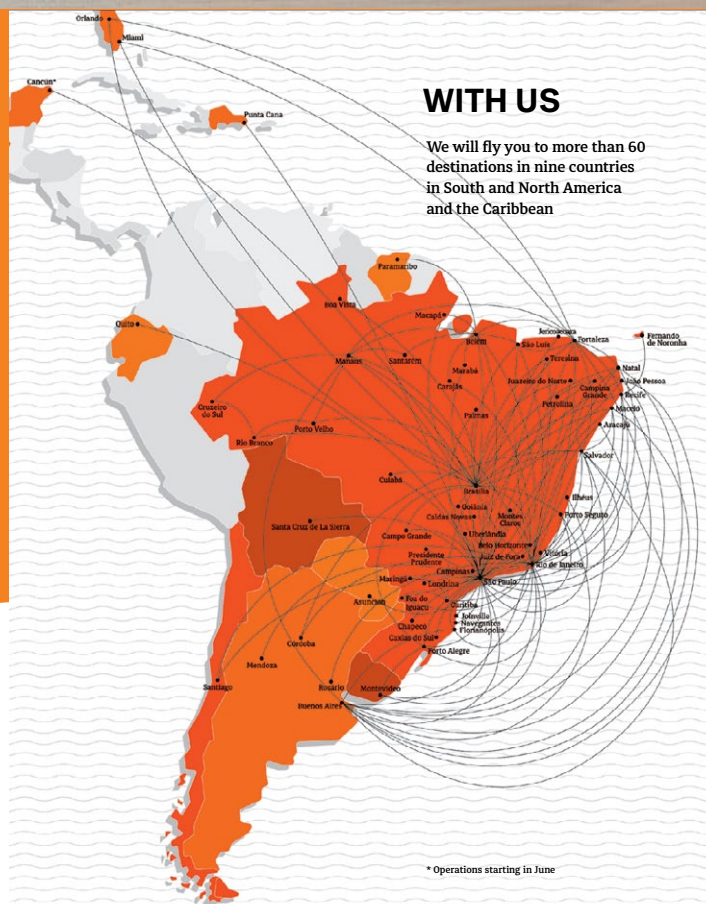 Orlando
Miami
Cancún*
Punta Cana
WITH US
We will fly you to more than 60
destinations in nine countries
in South and North America
and the Caribbean
Paramaribo
Boa Vista
Quito
Macapá
Belém
São Luis
Jericoacoara
Fortaleza
Fernando
de Noronha
Manaus
Santarém
Teresina
Marabá
Carajás
Natal
Juazeiro do Norte
Campina
Grande
João Pessoa
Recife
Petrolina
Maceio
Cruzeiro
do Sul
Palmas
Aracaju
Porto Velho
Rio Branco
Salvador
Cuiabá
Brasília
Ilhéus
Goiânia
Caldas Novas
Montes
Claros
Porto Seguro
Santa Cruz de La Sierra
Campo Grande
Uberlândia
Belo Horizonte
Vitoria
Presidente
Prudente
Juiz de Fora
Rio de Janeiro
Campinas
São Paulo
Maringá
Londrina
Asuncion
Foz do
Iguacu
Curitiba
Joinville
Navegantes
Florianópolis
Chapecó
Caxias do Sul
Porto Alegre
Córdoba
Mendoza
Santiago
Rosario
Montevideo
Buenos Aires
* Operations starting in June